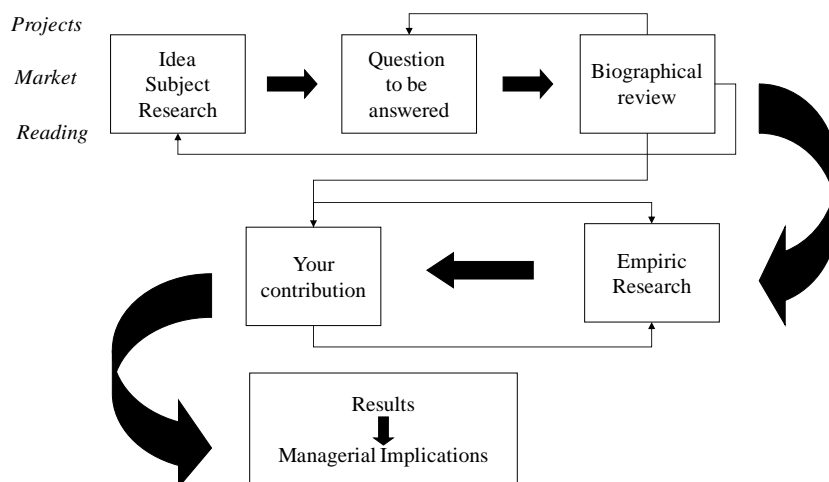 Projects
Market
Reading
Idea
Subject
Research
Question
to be
answered
Biographical
review
Your
contribution
Empiric
Research
Results
Managerial Implications